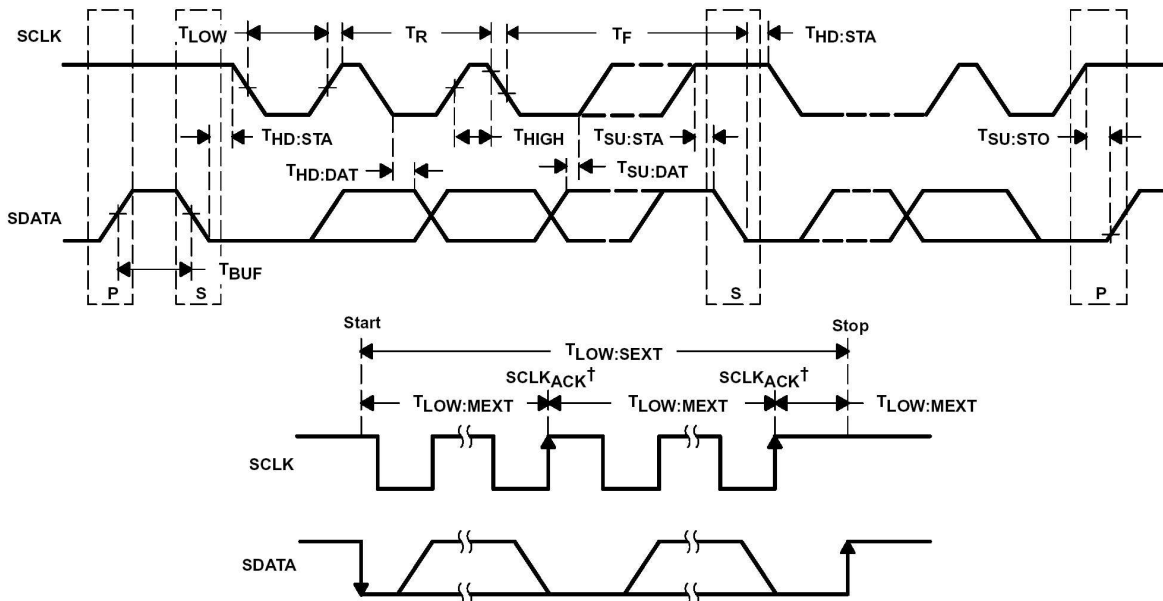 SCLK
TLOW
TR
TF
THD:STA
THD:STA
THIGH
TSU:STA
TSU:STO
THD:DAT
TSU:DAT
SDATA
TBUF
P
S
S
P
Start
Stop
TLOW:SEXT
SCLKACK†
SCLKACK†
TLOW:MEXT
TLOW:MEXT
TLOW:MEXT
SCLK
SDATA